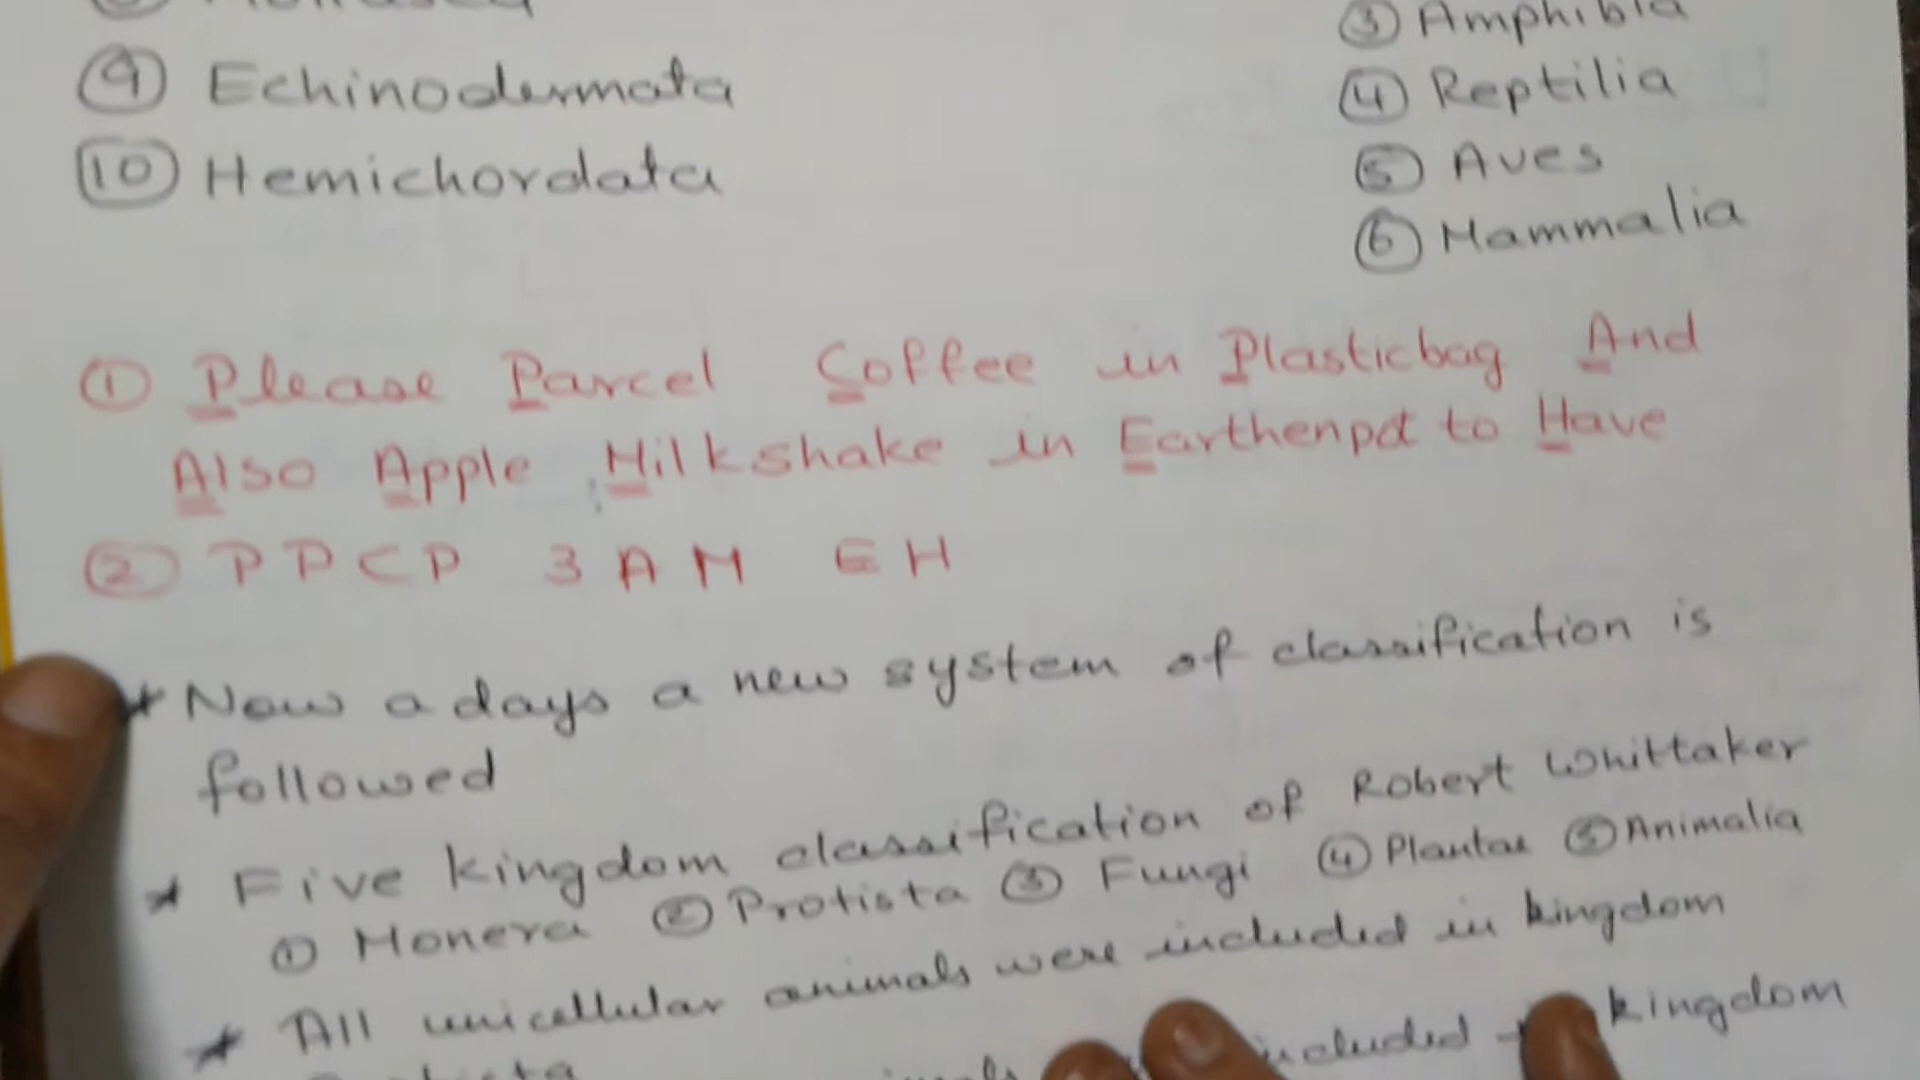 ③ Amphibia
⑨ Echinodermata
④ Reptilia
⑩ Hemichordata
⑤ Aves
⑥ Mammalia
① Please Parcel Coffee in Plasticbag And
Also Apple Milkshake in Earthenpot to Have
② PPCP 3 A M E H
* Now a days a new system of classification is
followed
* Five kingdom classification of Robert Whittaker
① Monera ② Protista ③ Fungi ④ Plantae ⑤ Animalia
* All unicellular animals were included in kingdom
included kingdom